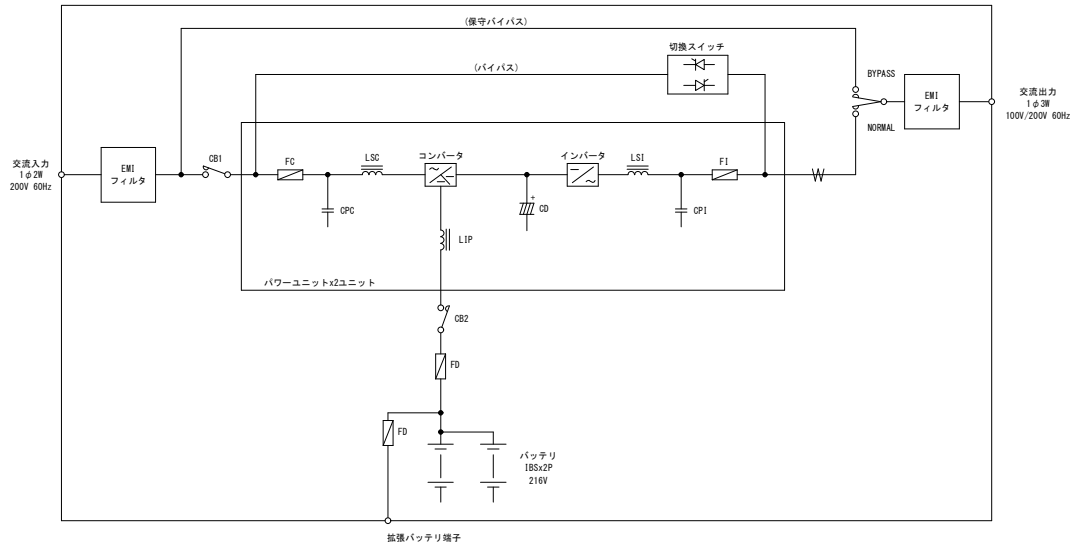 (保守バイパス)
切換スイッチ
(バイパス)
BYPASS
NORMAL
EMI
フィルタ
交流出力
1φ3W
100V/200V 60Hz
交流入力
1φ2W
200V 60Hz
EMI
フィルタ
CB1
FC
LSC
コンバータ
インバータ
LSI
FI
CPC
+
CD
CPI
LIP
パワーユニットx2ユニット
CB2
FD
FD
バッテリ
IBSx2P
216V
拡張バッテリ端子